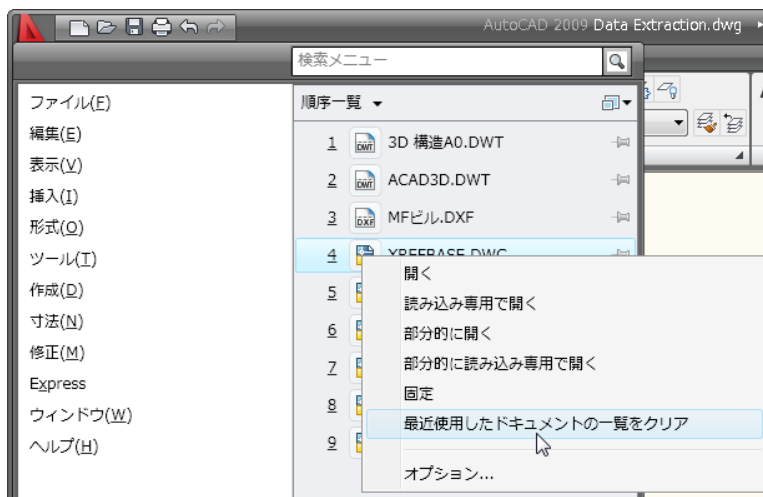 AutoCAD 2009 Data Extraction.dwg
検索メニュー
ファイル(F)
編集(E)
表示(V)
挿入(I)
形式(O)
ツール(T)
作成(D)
寸法(N)
修正(M)
Express
ウィンドウ(W)
ヘルプ(H)
順序一覧
1 DWT 3D 構造A0.DWT
2 DWT ACAD3D.DWT
3 DXF MFビル.DXF
4 XREFBASE.DWG
5
6
7
8
9
開く
読み込み専用で開く
部分的に開く
部分的に読み込み専用で開く
固定
最近使用したドキュメントの一覧をクリア
オプション...